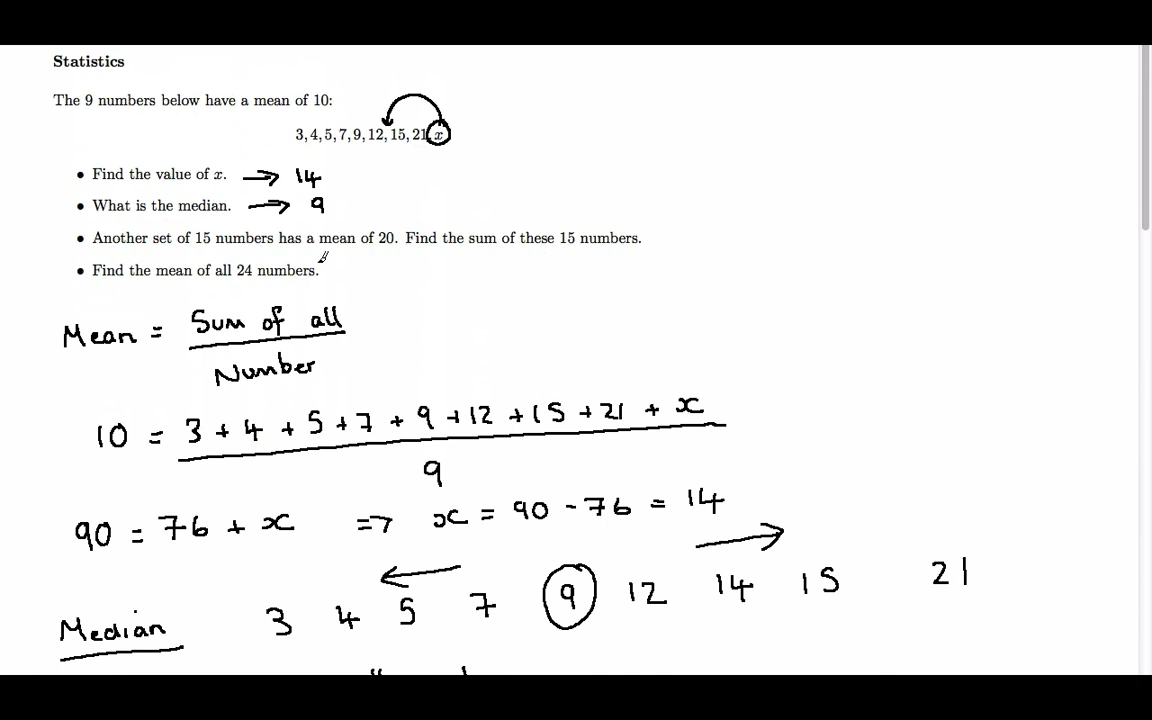 Statistics
The 9 numbers below have a mean of 10:
3, 4, 5, 7, 9, 12, 15, 21, x
• Find the value of x. → 14
• What is the median. → 9
• Another set of 15 numbers has a mean of 20. Find the sum of these 15 numbers.
• Find the mean of all 24 numbers.
Mean = Sum of all
Number
10 = 3 + 4 + 5 + 7 + 9 + 12 + 15 + 21 + x
9
90 = 76 + x => x = 90 - 76 = 14
Median 3 4 5 7 9 12 14 15 21